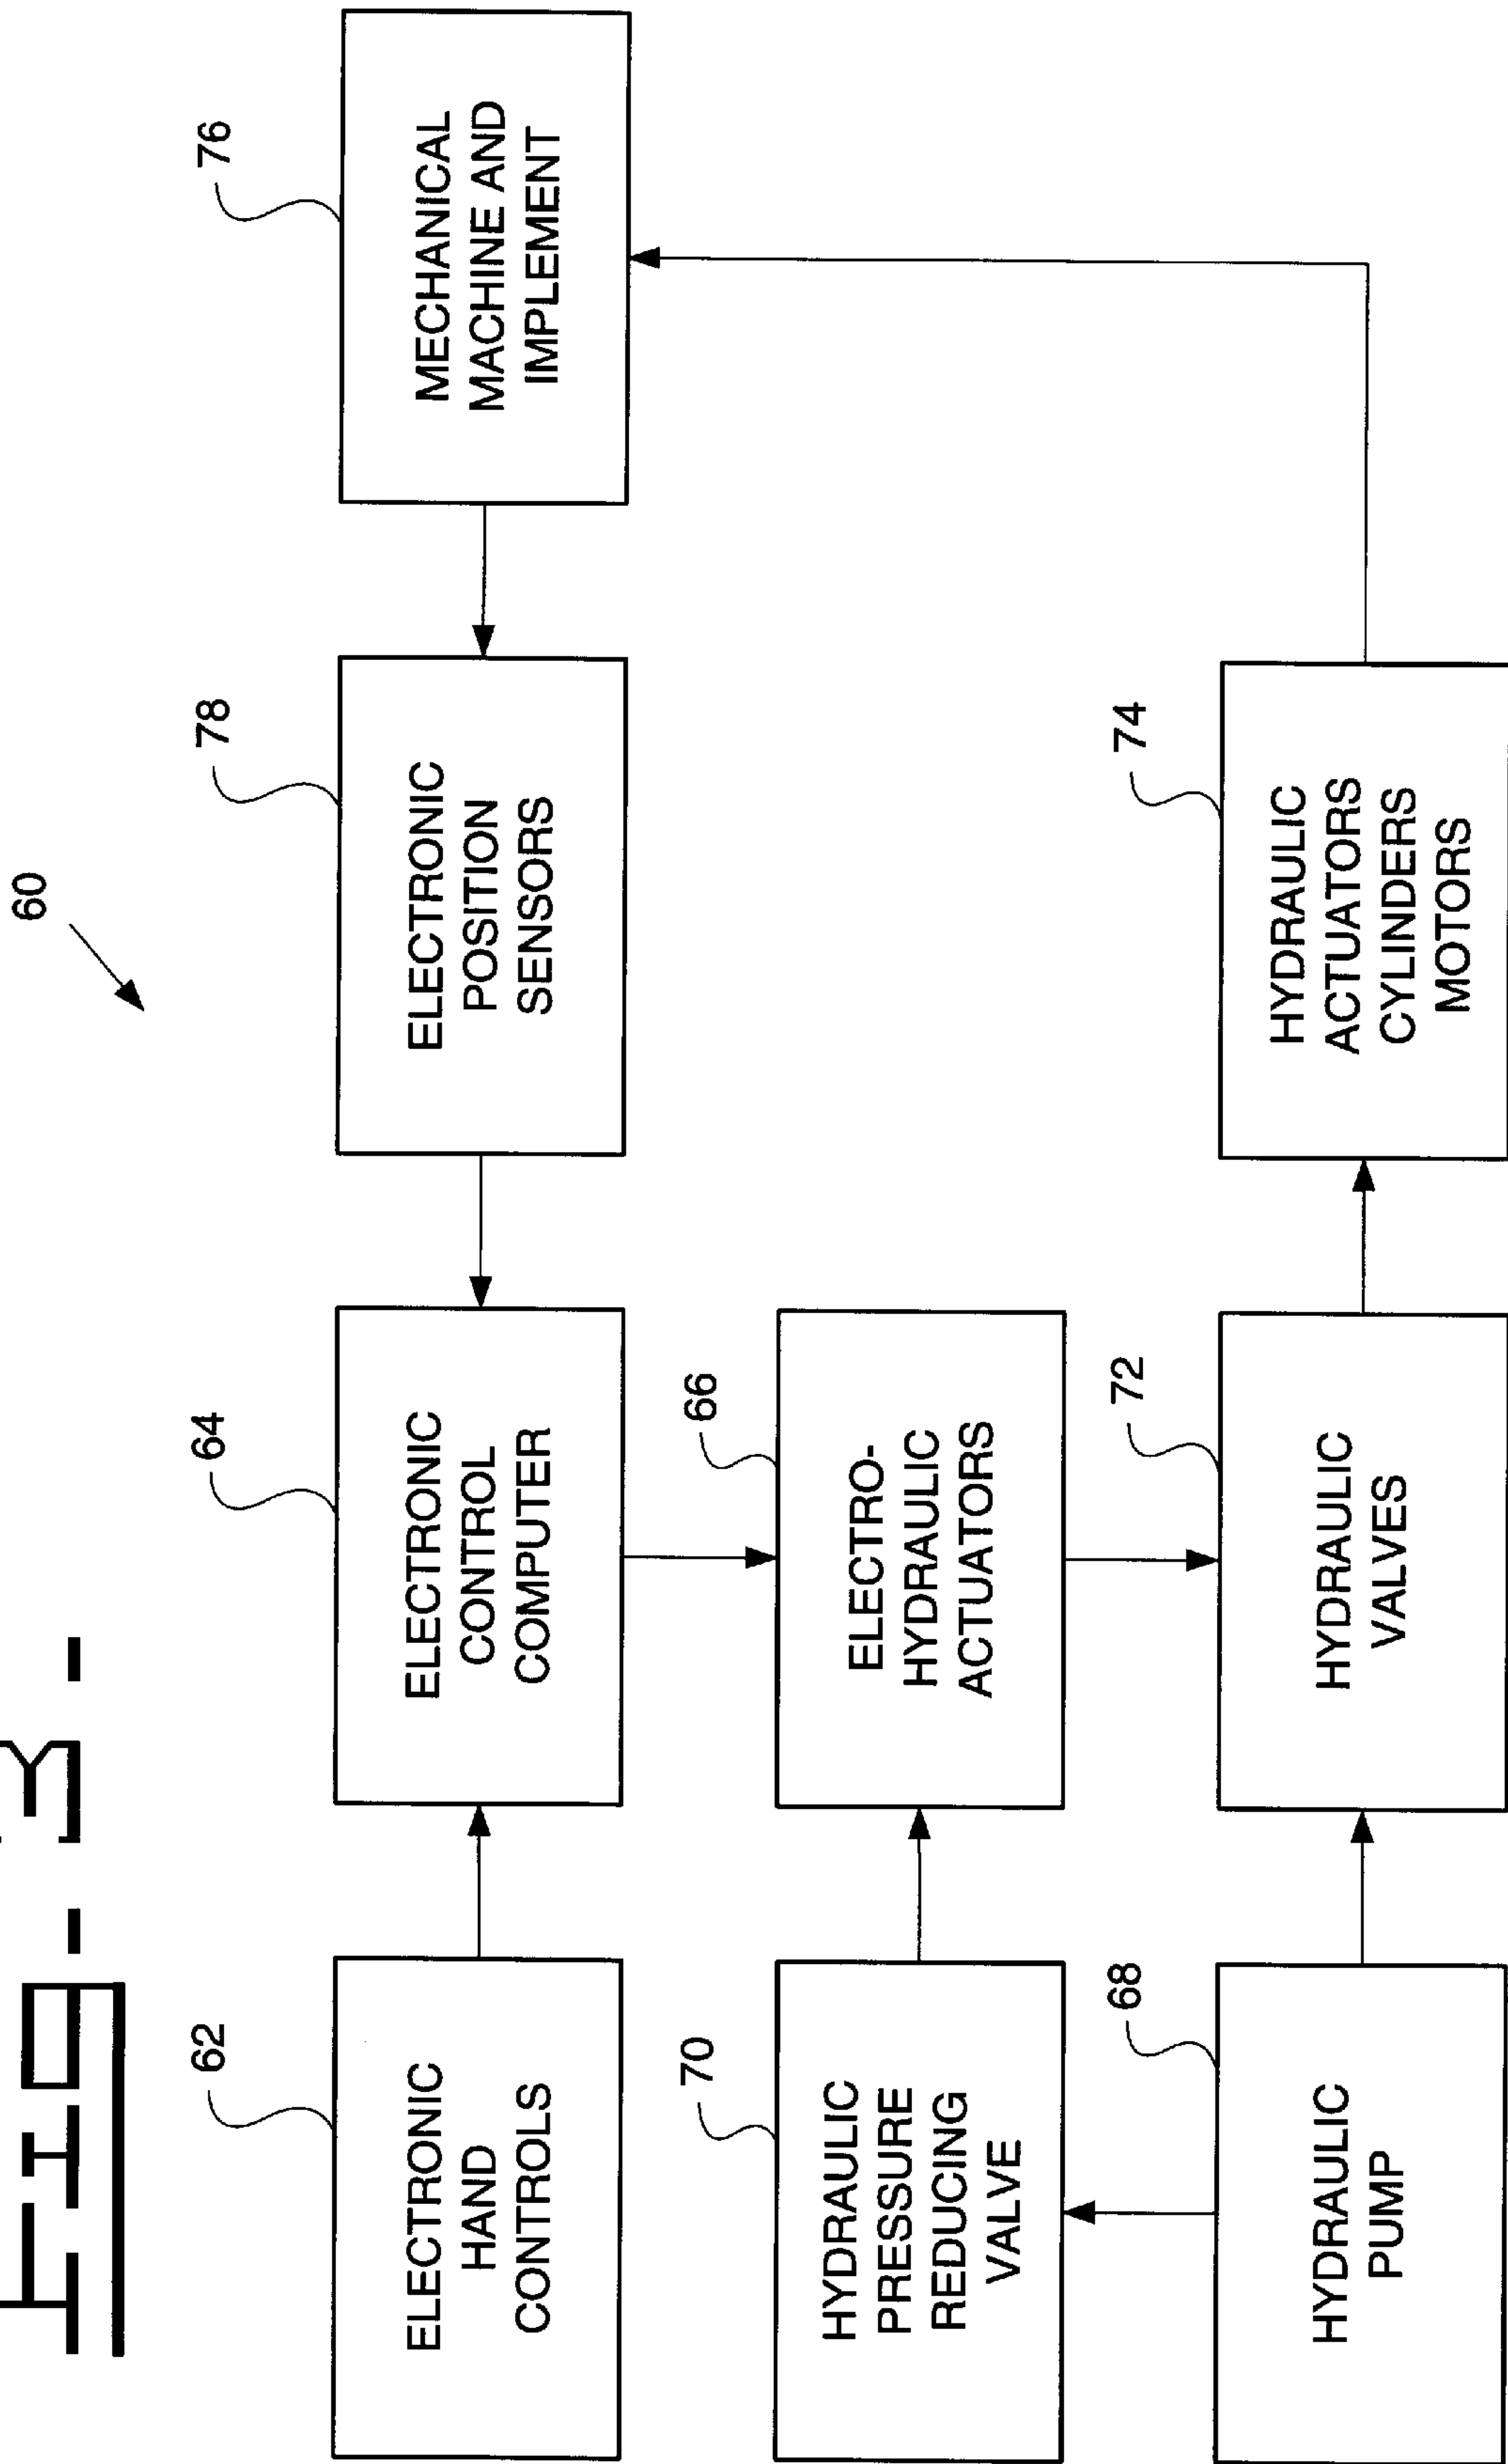 60
62
64
78
76
ELECTRONIC
HAND
CONTROLS
ELECTRONIC
CONTROL
COMPUTER
ELECTRONIC
POSITION
SENSORS
MECHANICAL
MACHINE AND
IMPLEMENT
70
66
HYDRAULIC
PRESSURE
REDUCING
VALVE
ELECTRO-
HYDRAULIC
ACTUATORS
68
72
74
HYDRAULIC
PUMP
HYDRAULIC
VALVES
HYDRAULIC
ACTUATORS
CYLINDERS
MOTORS